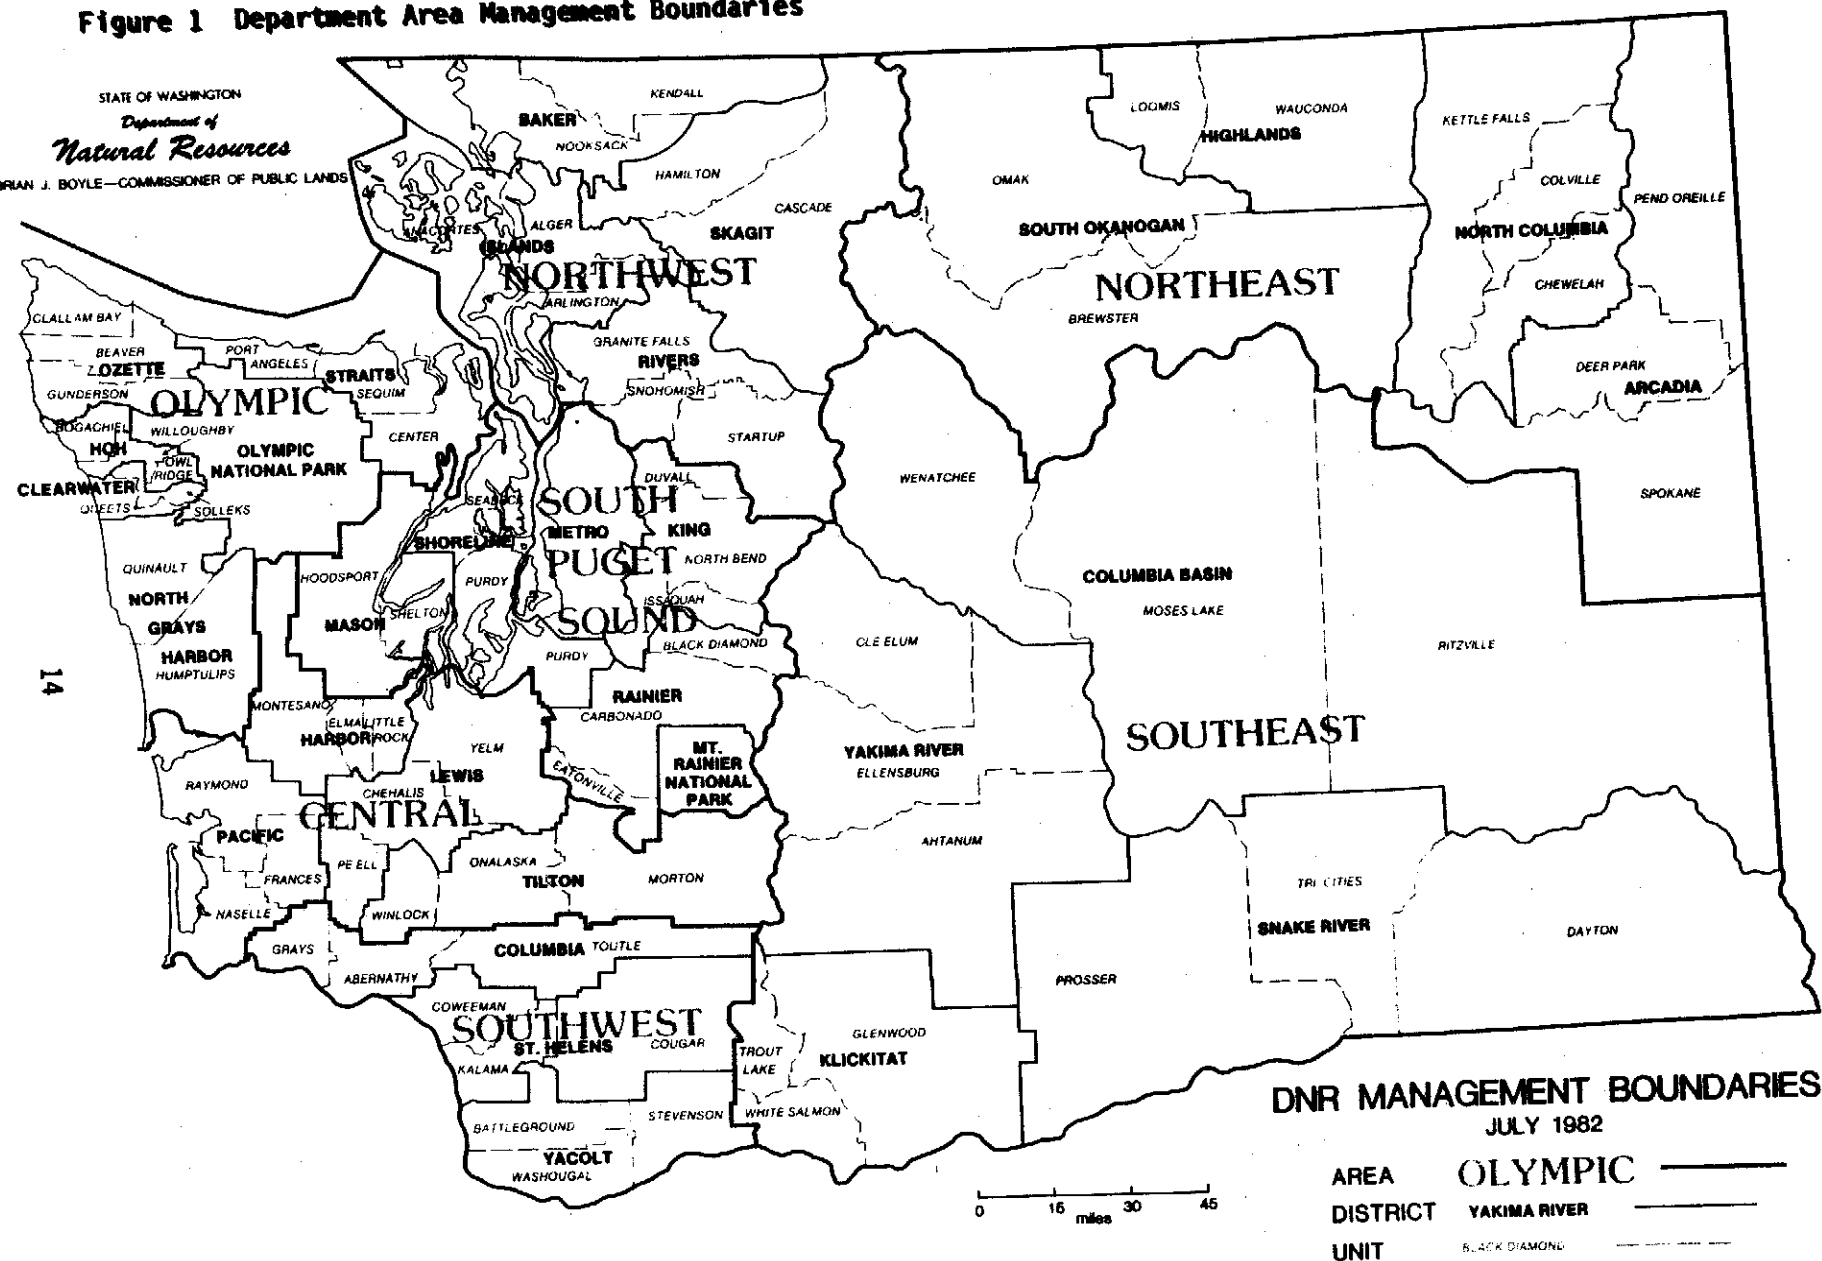 Figure 1 Department Area Management Boundaries
STATE OF WASHINGTON
Department of
Natural Resources
BRIAN J. BOYLE—COMMISSIONER OF PUBLIC LANDS
KENDALL
BAKER
NOOKSACK
HAMILTON
CASCADE
ALGER
ANACORTES
ISLANDS
SKAGIT
NORTHWEST
ARLINGTON
GRANITE FALLS
RIVERS
SNOHOMISH
STARTUP
LOOMIS
WAUCONDA
HIGHLANDS
OMAK
SOUTH OKANOGAN
NORTHEAST
BREWSTER
KETTLE FALLS
COLVILLE
PEND OREILLE
NORTH COLUMBIA
CHEWELAH
DEER PARK
ARCADIA
SPOKANE
CLALLAM BAY
BEAVER
OZETTE
GUNDERSON
PORT
ANGELES
STRAITS
SEQUIM
OLYMPIC
BOGACHIEL
WILLOUGHBY
HOH
OWL
RIDGE
OLYMPIC
NATIONAL PARK
CENTER
CLEARWATER
QUEETS
SOLLEKS
QUINAULT
NORTH
GRAYS
HARBOR
HUMPTULIPS
SEABECK
SOUTH
DUVALL
METRO
KING
SHORELINE
PUGET
NORTH BEND
HOODSPORT
PURDY
ISSAQUAH
SHELTON
MASON
SOUND
BLACK DIAMOND
PURDY
RAINIER
CARBONADO
MT.
RAINIER
NATIONAL
PARK
EATONVILLE
WENATCHEE
COLUMBIA BASIN
MOSES LAKE
CLE ELUM
RITZVILLE
SOUTHEAST
YAKIMA RIVER
ELLENSBURG
AHTANUM
MONTESANO
ELMA
LITTLE
ROCK
HARBOR
YELM
LEWIS
RAYMOND
CHEHALIS
CENTRAL
PACIFIC
PE ELL
ONALASKA
FRANCES
TILTON
MORTON
NASELLE
WINLOCK
GRAYS
COLUMBIA
TOUTLE
ABERNATHY
COWEEMAN
SOUTHWEST
ST. HELENS
COUGAR
KALAMA
TROUT
LAKE
GLENWOOD
KLICKITAT
BATTLEGROUND
STEVENSON
WHITE SALMON
YACOLT
WASHOUGAL
PROSSER
TRI CITIES
SNAKE RIVER
DAYTON
14
DNR MANAGEMENT BOUNDARIES
JULY 1982
AREA OLYMPIC
DISTRICT YAKIMA RIVER
UNIT BLACK DIAMOND
0 15 30 45
miles